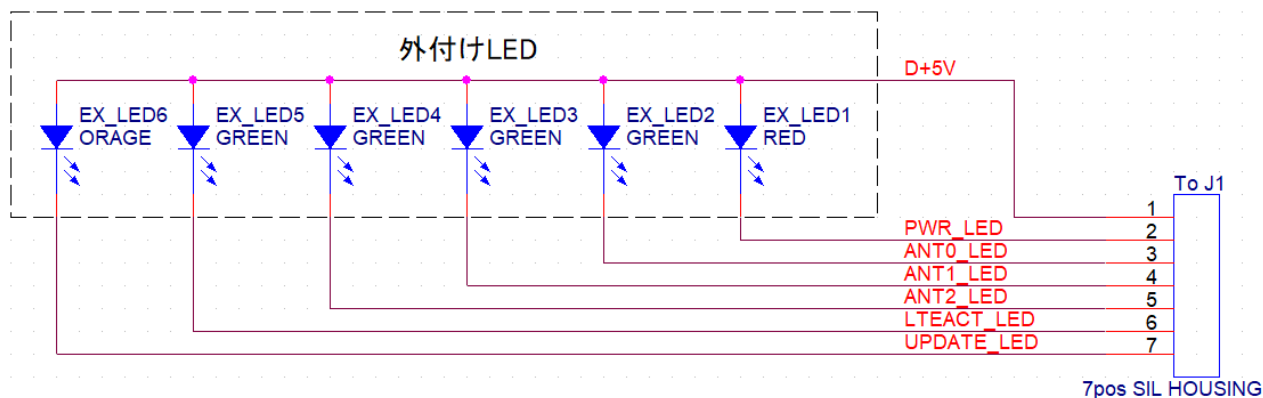 外付けLED
D+5V
EX_LED6
ORAGE
EX_LED5
GREEN
EX_LED4
GREEN
EX_LED3
GREEN
EX_LED2
GREEN
EX_LED1
RED
To J1
1
PWR_LED
2
ANT0_LED
3
ANT1_LED
4
ANT2_LED
5
LTEACT_LED
6
UPDATE_LED
7
7pos SIL HOUSING